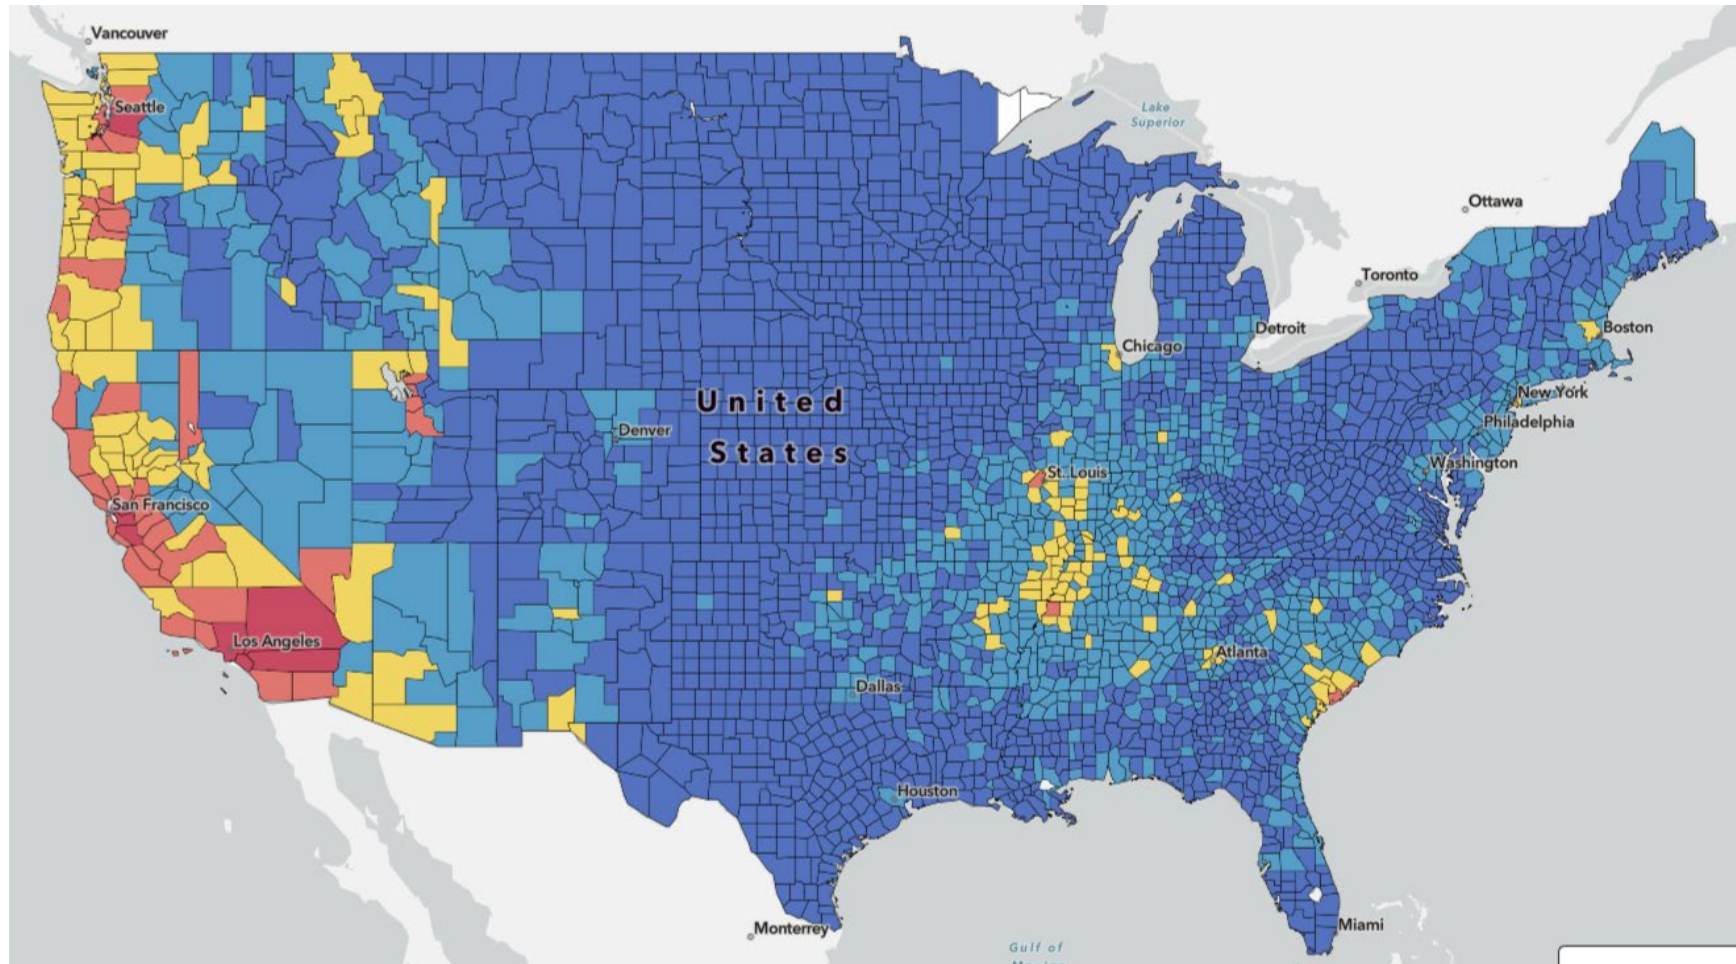 Vancouver
Seattle
Lake
Superior
Ottawa
Toronto
Detroit
Boston
Chicago
New York
United
States
Denver
Philadelphia
St. Louis
Washington
San Francisco
Los Angeles
Atlanta
Dallas
Houston
Miami
Monterrey
Gulf of